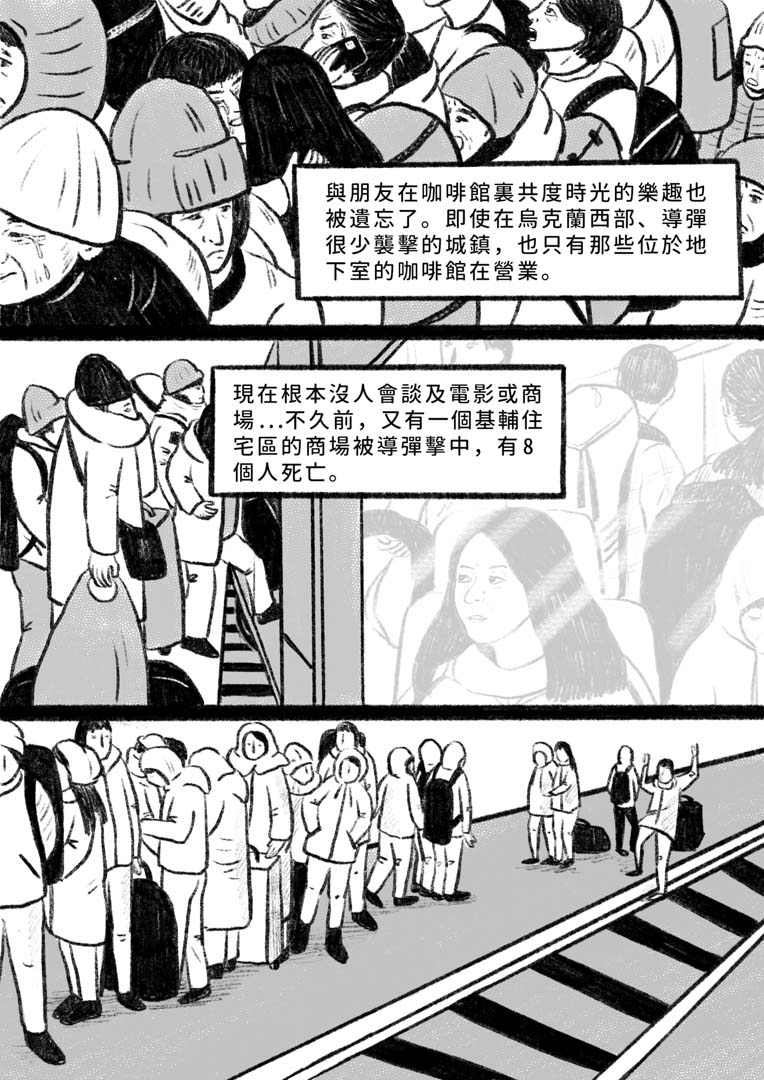 與朋友在咖啡館裏共度時光的樂趣也
被遺忘了。即使在烏克蘭西部、導彈
很少襲擊的城鎮，也只有那些位於地
下室的咖啡館在營業。
現在根本沒人會談及電影或商
場...不久前，又有一個基輔住
宅區的商場被導彈擊中，有8
個人死亡。